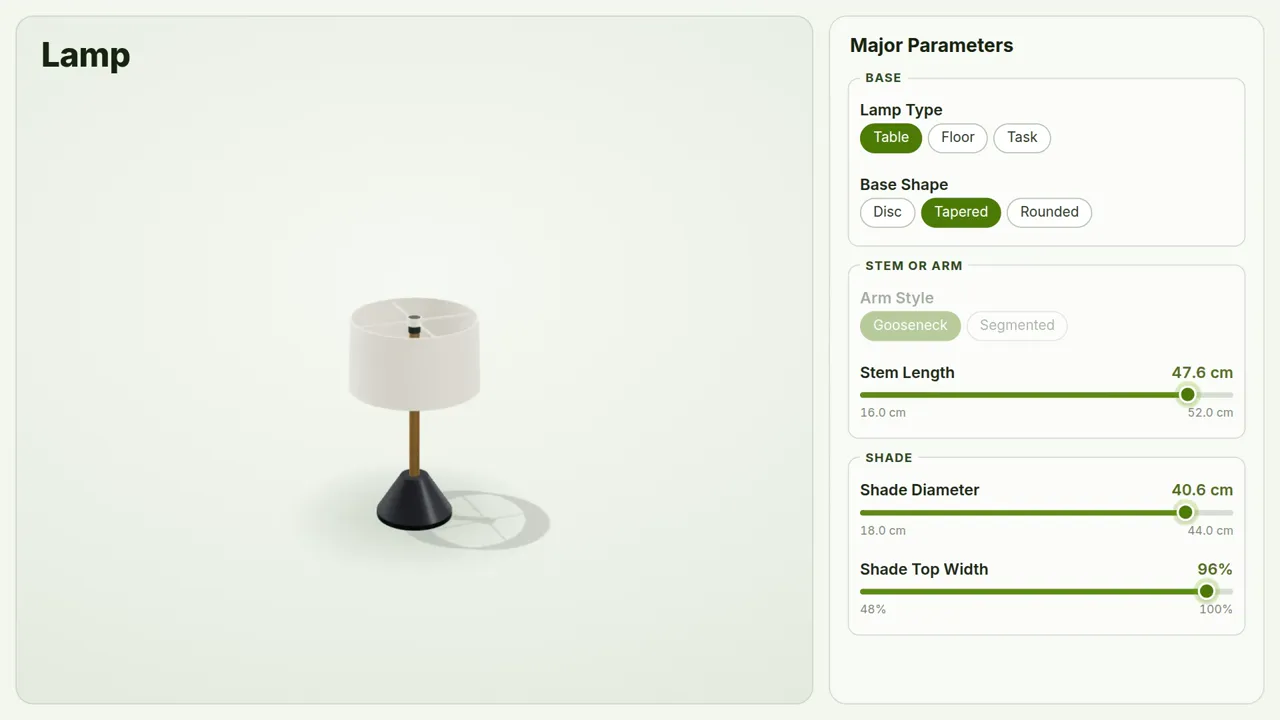 Lamp
Major Parameters
BASE
Lamp Type
Table Floor Task
Base Shape
Disc Tapered Rounded
STEM OR ARM
Arm Style
Gooseneck Segmented
Stem Length 47.6 cm
16.0 cm 52.0 cm
SHADE
Shade Diameter 40.6 cm
18.0 cm 44.0 cm
Shade Top Width 96%
48% 100%